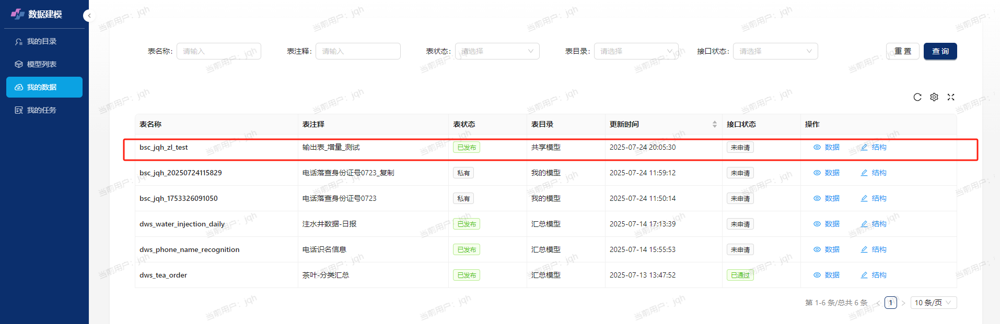 数据建模
我的目录
模型列表
我的数据
我的任务
表名称: 请输入 表注释: 请输入 表状态: 请选择 表目录: 请选择 接口状态: 请选择 重 置 查 询
表名称 表注释 表状态 表目录 更新时间 接口状态 操作
bsc_jqh_zl_test 输出表_增量_测试 已发布 共享模型 2025-07-24 20:05:30 未申请 数据 结构
bsc_jqh_20250724115829 电话落查身份证号0723_复制 私有 我的模型 2025-07-24 11:59:12 未申请 数据 结构
bsc_jqh_1753326091050 电话落查身份证号0723 私有 我的模型 2025-07-24 11:50:14 未申请 数据 结构
dws_water_injection_daily 注水井数据-日报 已发布 汇总模型 2025-07-14 17:13:39 未申请 数据 结构
dws_phone_name_recognition 电话识名信息 已发布 汇总模型 2025-07-14 15:55:53 未申请 数据 结构
dws_tea_order 茶叶-分类汇总 已发布 汇总模型 2025-07-13 13:47:52 已通过 数据 结构
第 1-6 条/总共 6 条 1 10 条/页
当前用户：jqh